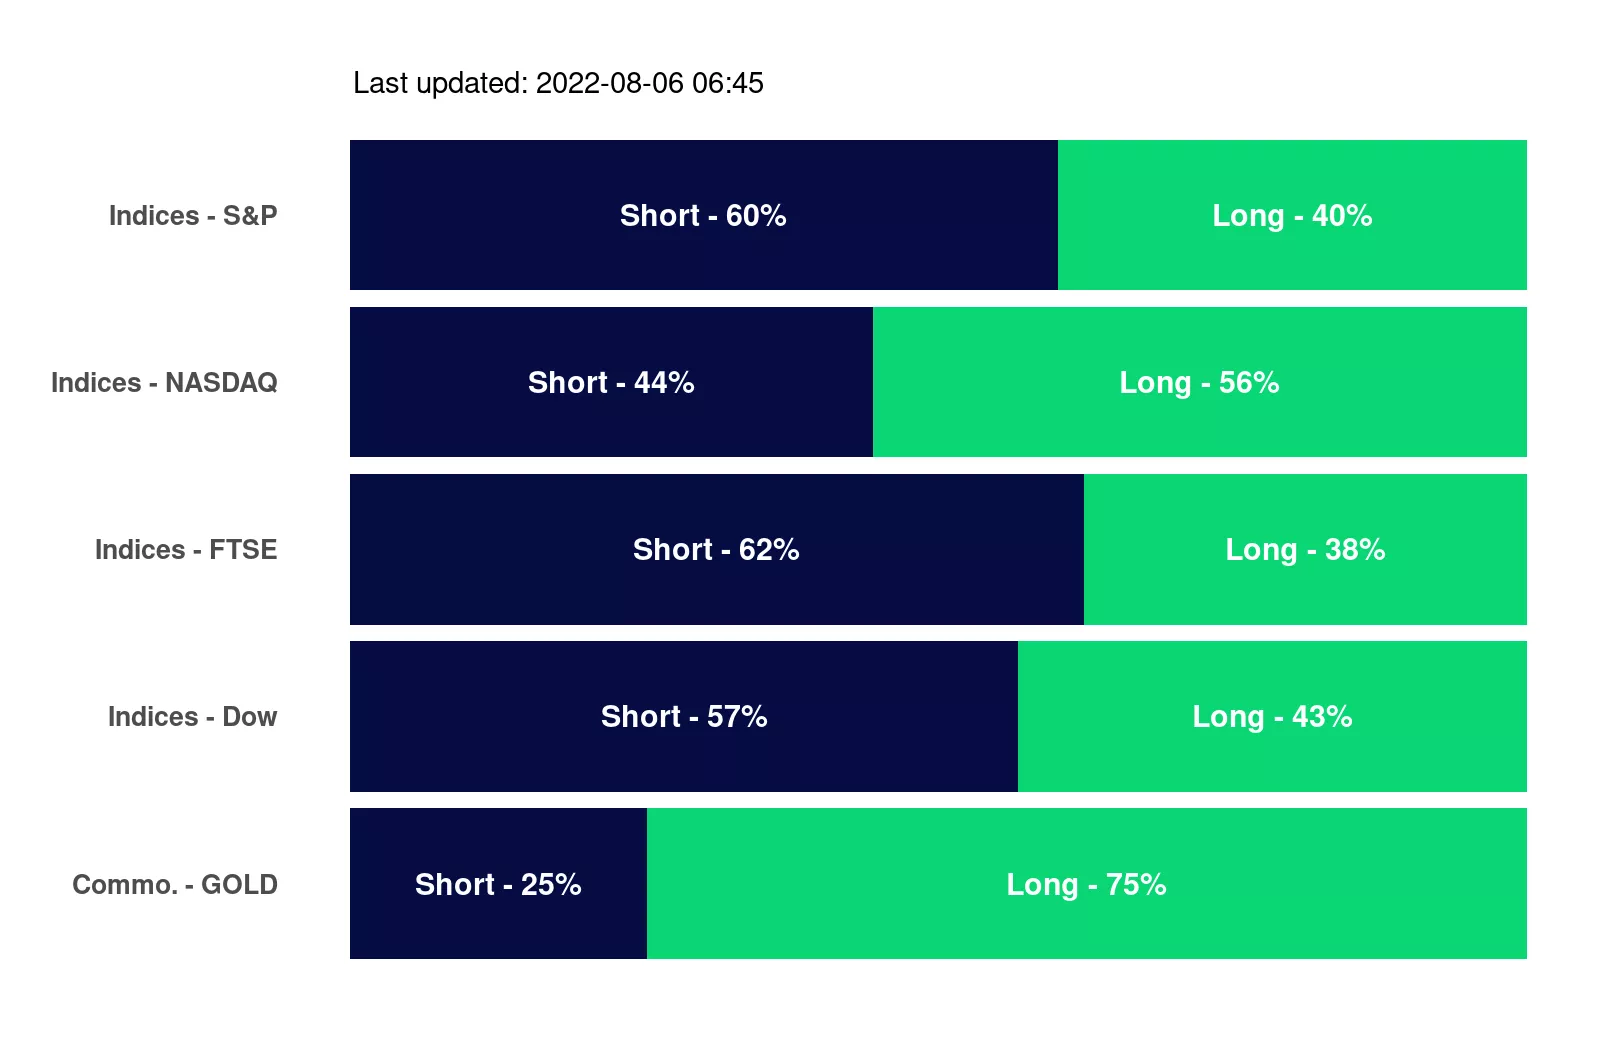 Last updated: 2022-08-06 06:45
Indices - S&P Short - 60% Long - 40%
Indices - NASDAQ Short - 44% Long - 56%
Indices - FTSE Short - 62% Long - 38%
Indices - Dow Short - 57% Long - 43%
Commo. - GOLD Short - 25% Long - 75%